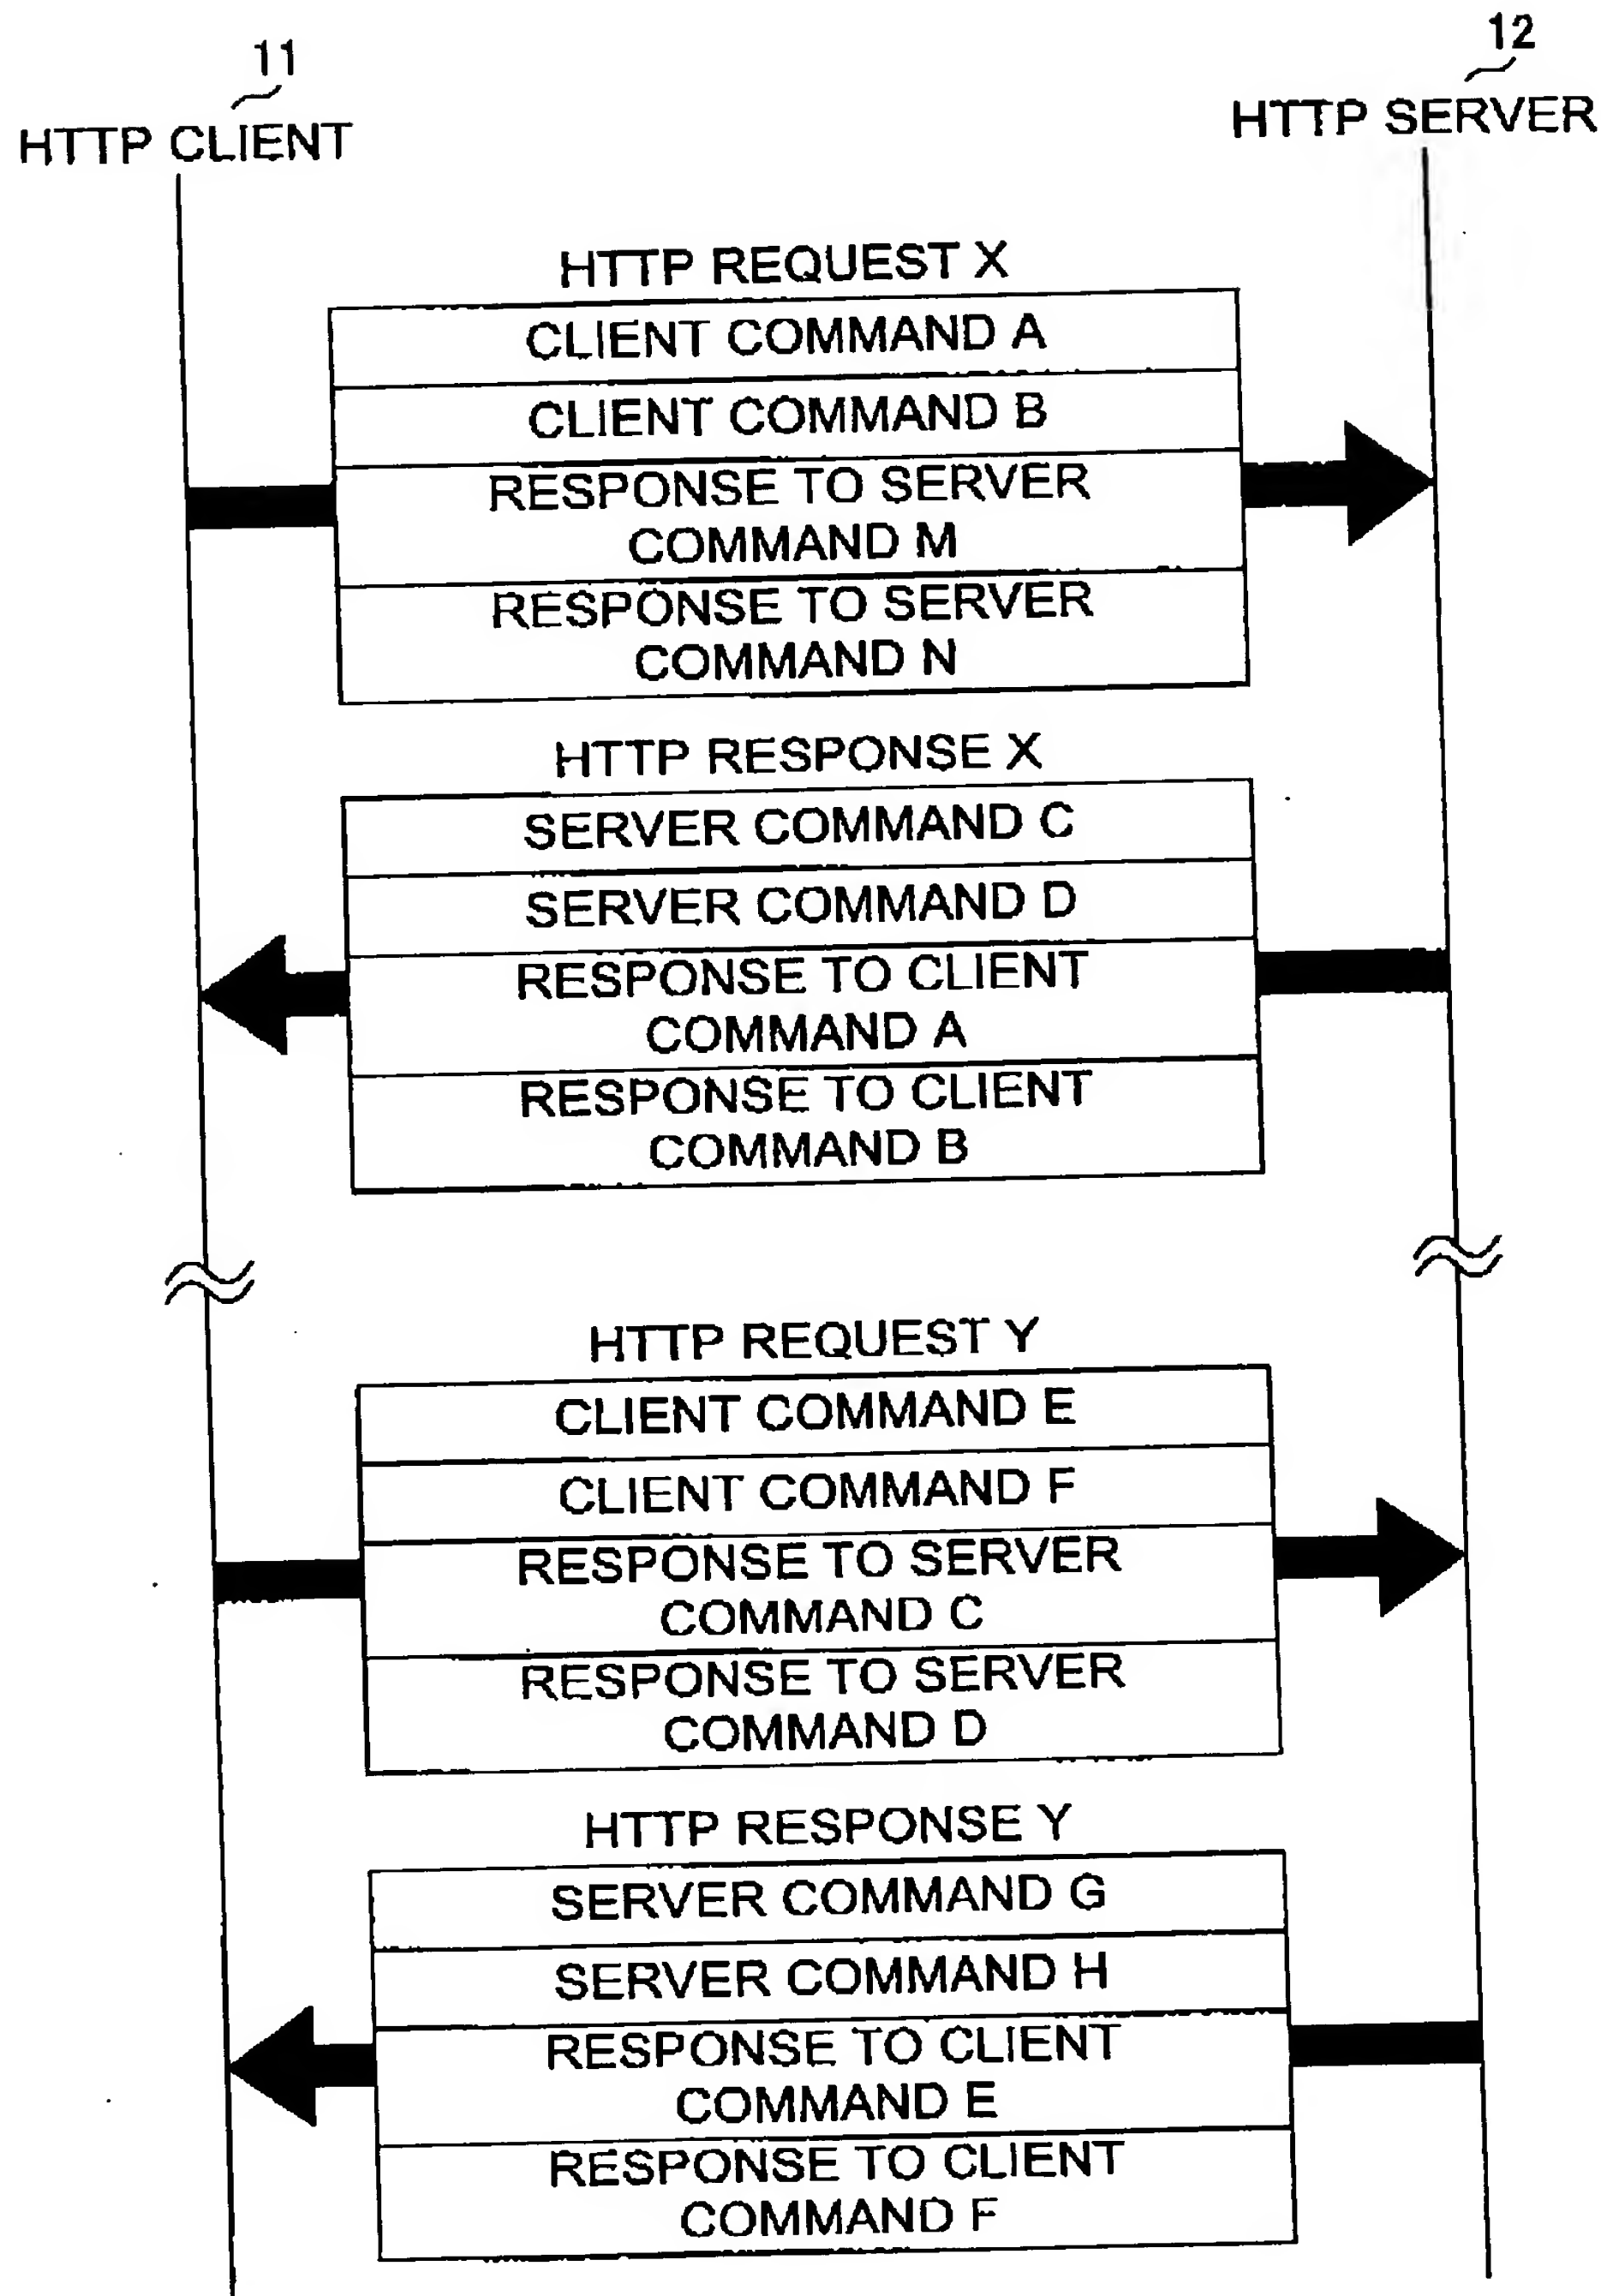 11
12
HTTP CLIENT
HTTP SERVER
HTTP REQUEST X
CLIENT COMMAND A
CLIENT COMMAND B
RESPONSE TO SERVER
COMMAND M
RESPONSE TO SERVER
COMMAND N
HTTP RESPONSE X
SERVER COMMAND C
SERVER COMMAND D
RESPONSE TO CLIENT
COMMAND A
RESPONSE TO CLIENT
COMMAND B
HTTP REQUEST Y
CLIENT COMMAND E
CLIENT COMMAND F
RESPONSE TO SERVER
COMMAND C
RESPONSE TO SERVER
COMMAND D
HTTP RESPONSE Y
SERVER COMMAND G
SERVER COMMAND H
RESPONSE TO CLIENT
COMMAND E
RESPONSE TO CLIENT
COMMAND F